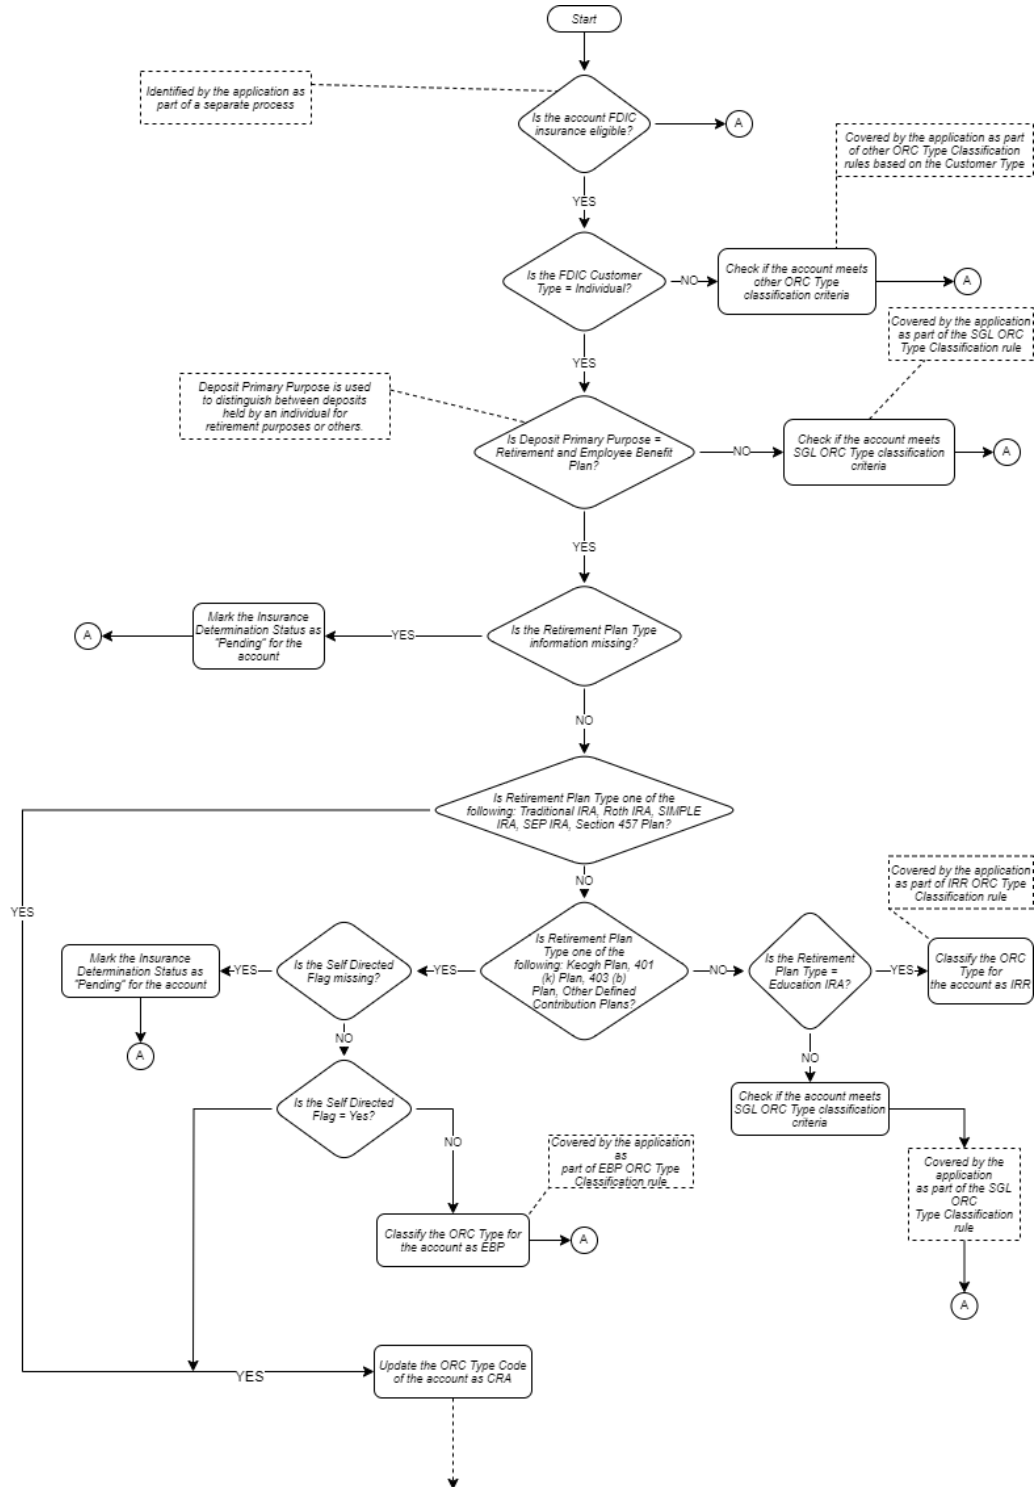 Start
Identified by the application as
part of a separate process
Is the account FDIC
insurance eligible?
A
Covered by the application as part
of other ORC Type Classification
rules based on the Customer Type
YES
Is the FDIC Customer
Type = Individual?
NO
Check if the account meets
other ORC Type
classification criteria
A
Covered by the application
as part of the SGL ORC
Type Classification rule
YES
Deposit Primary Purpose is used
to distinguish between deposits
held by an individual for
retirement purposes or others.
Is Deposit Primary Purpose =
Retirement and Employee Benefit
Plan?
NO
Check if the account meets
SGL ORC Type classification
criteria
A
YES
A
Mark the Insurance
Determination Status as
"Pending" for the
account
YES
Is the Retirement Plan Type
information missing?
NO
Is Retirement Plan Type one of the
following: Traditional IRA, Roth IRA, SIMPLE
IRA, SEP IRA, Section 457 Plan?
YES
NO
Covered by the application
as part of IRR ORC Type
Classification rule
Mark the Insurance
Determination Status as
"Pending" for the account
YES
Is the Self Directed
Flag missing?
YES
Is Retirement Plan
Type one of the
following: Keogh Plan, 401
(k) Plan, 403 (b)
Plan, Other Defined
Contribution Plans?
NO
Is the Retirement
Plan Type =
Education IRA?
YES
Classify the ORC
Type for
the account as IRR
A
NO
NO
Is the Self Directed
Flag = Yes?
NO
Check if the account meets
SGL ORC Type classification
criteria
Covered by the application
as
part of EBP ORC Type
Classification rule
Covered by the
application
as part of the SGL
ORC
Type Classification
rule
Classify the ORC Type for
the account as EBP
A
A
YES
Update the ORC Type Code
of the account as CRA